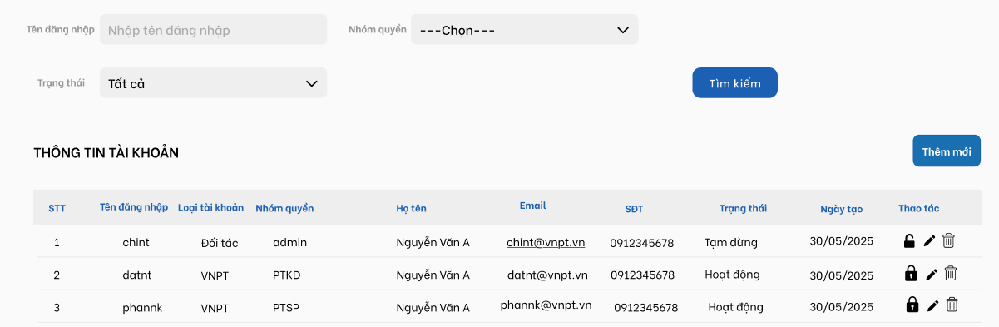 Tên đăng nhập Nhập tên đăng nhập Nhóm quyền ---Chọn---
Trạng thái Tất cả Tìm kiếm
THÔNG TIN TÀI KHOẢN Thêm mới
STT Tên đăng nhập Loại tài khoản Nhóm quyền Họ tên Email SĐT Trạng thái Ngày tạo Thao tác
1 chint Đối tác admin Nguyễn Văn A chint@vnpt.vn 0912345678 Tạm dừng 30/05/2025
2 datnt VNPT PTKD Nguyễn Văn A datnt@vnpt.vn 0912345678 Hoạt động 30/05/2025
3 phannk VNPT PTSP Nguyễn Văn A phannk@vnpt.vn 0912345678 Hoạt động 30/05/2025